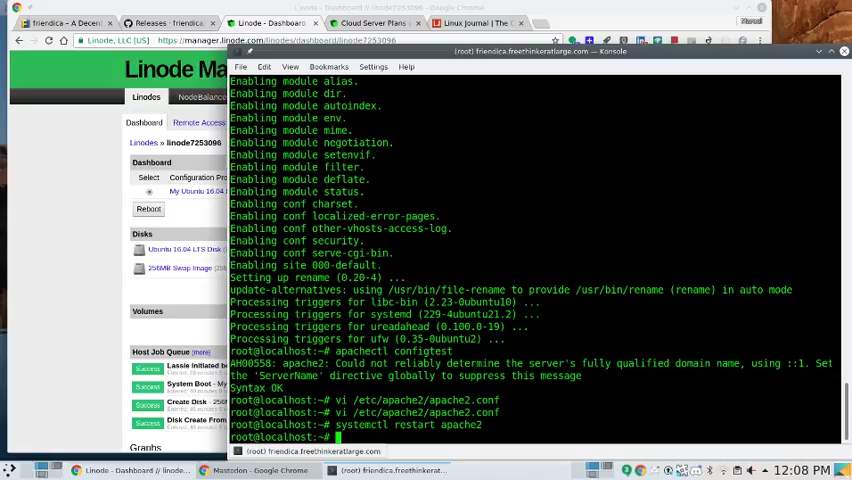 friendica – A Decent
Releases · friendica
Linode - Dashboard
Cloud Server Plans
Linux Journal | The C
Manuel
Linode, LLC [US]
https://manager.linode.com/linodes/dashboard/linode7253096
Linode Ma
Linodes
NodeBalance
Dashboard
Remote Access
Linodes » linode7253096
Dashboard
Select
Configuration Pro
My Ubuntu 16.04 L
Reboot
Disks
Ubuntu 16.04 LTS Disk
256MB Swap Image
Volumes
Host Job Queue (more)
Success
Lassie initiated b
Success
System Boot - My
Success
Create Disk - 256M
Success
Disk Create From
Graphs
(root) friendica.freethinkeratlarge.com — Konsole
File Edit View Bookmarks Settings Help
Enabling module alias.
Enabling module dir.
Enabling module autoindex.
Enabling module env.
Enabling module mime.
Enabling module negotiation.
Enabling module setenvif.
Enabling module filter.
Enabling module deflate.
Enabling module status.
Enabling conf charset.
Enabling conf localized-error-pages.
Enabling conf other-vhosts-access-log.
Enabling conf security.
Enabling conf serve-cgi-bin.
Enabling site 000-default.
Setting up rename (0.20-4) ...
update-alternatives: using /usr/bin/file-rename to provide /usr/bin/rename (rename) in auto mode
Processing triggers for libc-bin (2.23-0ubuntu10) ...
Processing triggers for systemd (229-4ubuntu21.2) ...
Processing triggers for ureadahead (0.100.0-19) ...
Processing triggers for ufw (0.35-0ubuntu2) ...
root@localhost:~# apachectl configtest
AH00558: apache2: Could not reliably determine the server's fully qualified domain name, using ::1. Set
the 'ServerName' directive globally to suppress this message
Syntax OK
root@localhost:~# vi /etc/apache2/apache2.conf
root@localhost:~# vi /etc/apache2/apache2.conf
root@localhost:~# systemctl restart apache2
root@localhost:~#
(root) friendica.freethinkeratlarge.com
Linode - Dashboard // linode...
Mastodon - Google Chrome
(root) friendica.freethinkerat...
12:08 PM